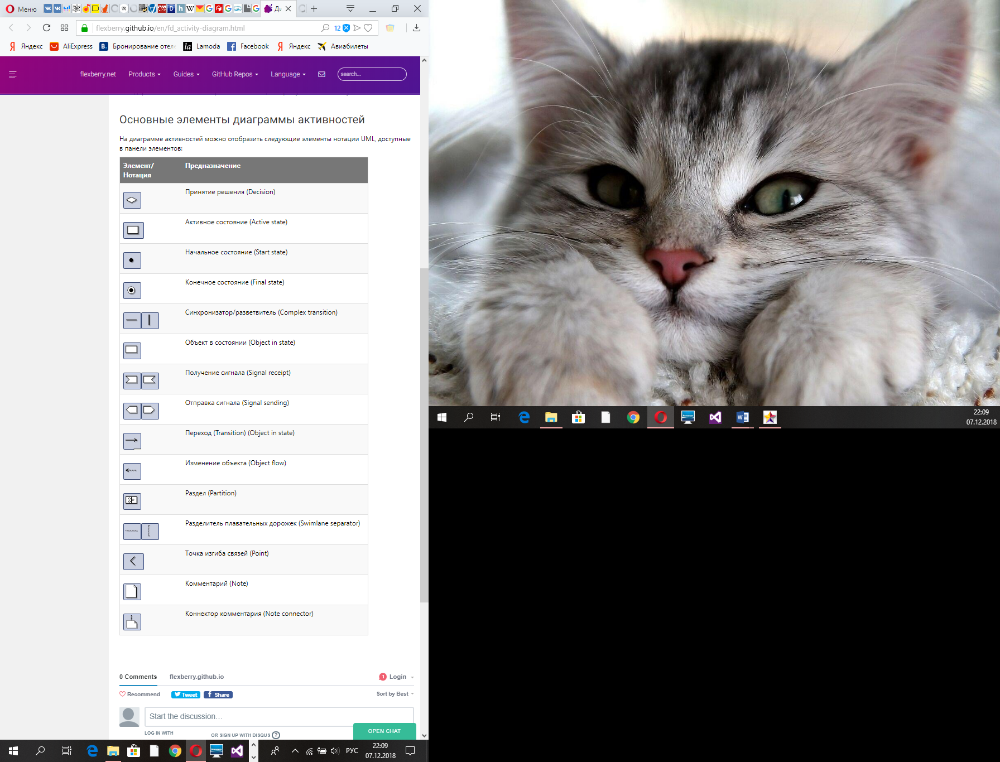 Меню
Ди
flexberry.github.io/en/fd_activity-diagram.html
12
Яндекс
AliExpress
B. Бронирование отеле
la Lamoda
Facebook
Яндекс
Авиабилеты
flexberry.net
Products
Guides
GitHub Repos
Language
search...
Основные элементы диаграммы активностей
На диаграмме активностей можно отобразить следующие элементы нотации UML, доступные
в панели элементов:
Элемент/
Нотация
Предназначение
Принятие решения (Decision)
Активное состояние (Active state)
Начальное состояние (Start state)
Конечное состояние (Final state)
Синхронизатор/разветвитель (Complex transition)
Объект в состоянии (Object in state)
Получение сигнала (Signal receipt)
Отправка сигнала (Signal sending)
Переход (Transition) (Object in state)
Изменение объекта (Object flow)
Раздел (Partition)
Разделитель плавательных дорожек (Swimlane separator)
Точка изгиба связей (Point)
Комментарий (Note)
Коннектор комментария (Note connector)
0 Comments
flexberry.github.io
1 Login
Recommend
Tweet
Share
Sort by Best
Start the discussion...
LOG IN WITH
OR SIGN UP WITH DISQUS ?
OPEN CHAT
РУС
22:09
07.12.2018
22:09
07.12.2018